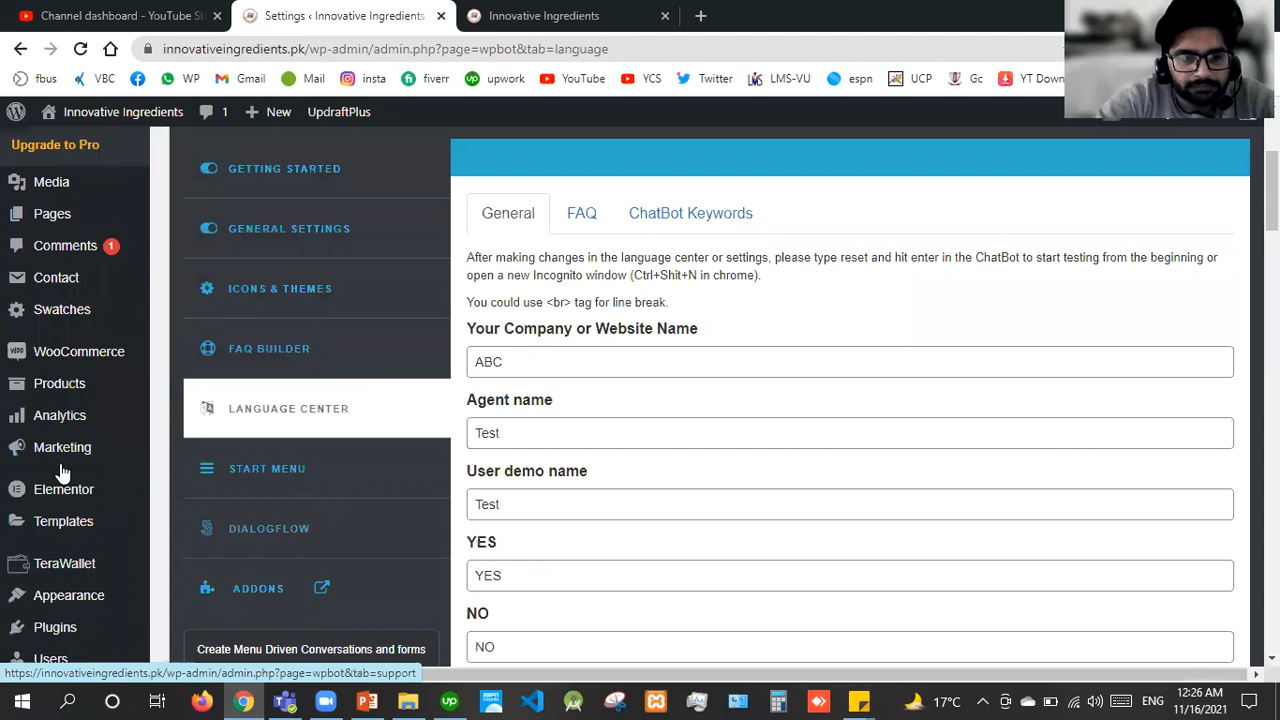 Channel dashboard - YouTube S
Settings ‹ Innovative Ingredients
Innovative Ingredients
innovativeingredients.pk/wp-admin/admin.php?page=wpbot&tab=language
fbus
VBC
WP
Gmail
Mail
insta
fiverr
upwork
YouTube
YCS
Twitter
LMS-VU
espn
UCP
Gc
YT Down
Innovative Ingredients
1
New
UpdraftPlus
Upgrade to Pro
Media
Pages
Comments 1
Contact
Swatches
WooCommerce
Products
Analytics
Marketing
Elementor
Templates
TeraWallet
Appearance
Plugins
Users
GETTING STARTED
GENERAL SETTINGS
ICONS & THEMES
FAQ BUILDER
LANGUAGE CENTER
START MENU
DIALOGFLOW
ADDONS
Create Menu Driven Conversations and forms
General
FAQ
ChatBot Keywords
After making changes in the language center or settings, please type reset and hit enter in the ChatBot to start testing from the beginning or
open a new Incognito window (Ctrl+Shit+N in chrome).
You could use <br> tag for line break.
Your Company or Website Name
ABC
Agent name
Test
User demo name
Test
YES
YES
NO
NO
https://innovativeingredients.pk/wp-admin/admin.php?page=wpbot&tab=support
17°C
ENG
12:26 AM
11/16/2021